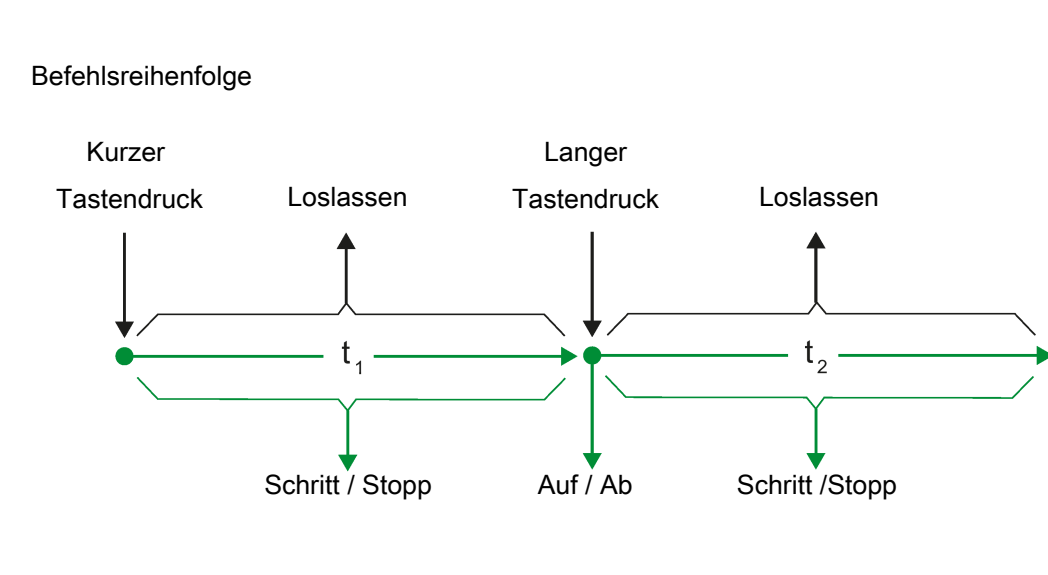 Befehlsreihenfolge
Kurzer
Tastendruck
Loslassen
Langer
Tastendruck
Loslassen
t1
t2
Schritt / Stopp
Auf / Ab
Schritt /Stopp